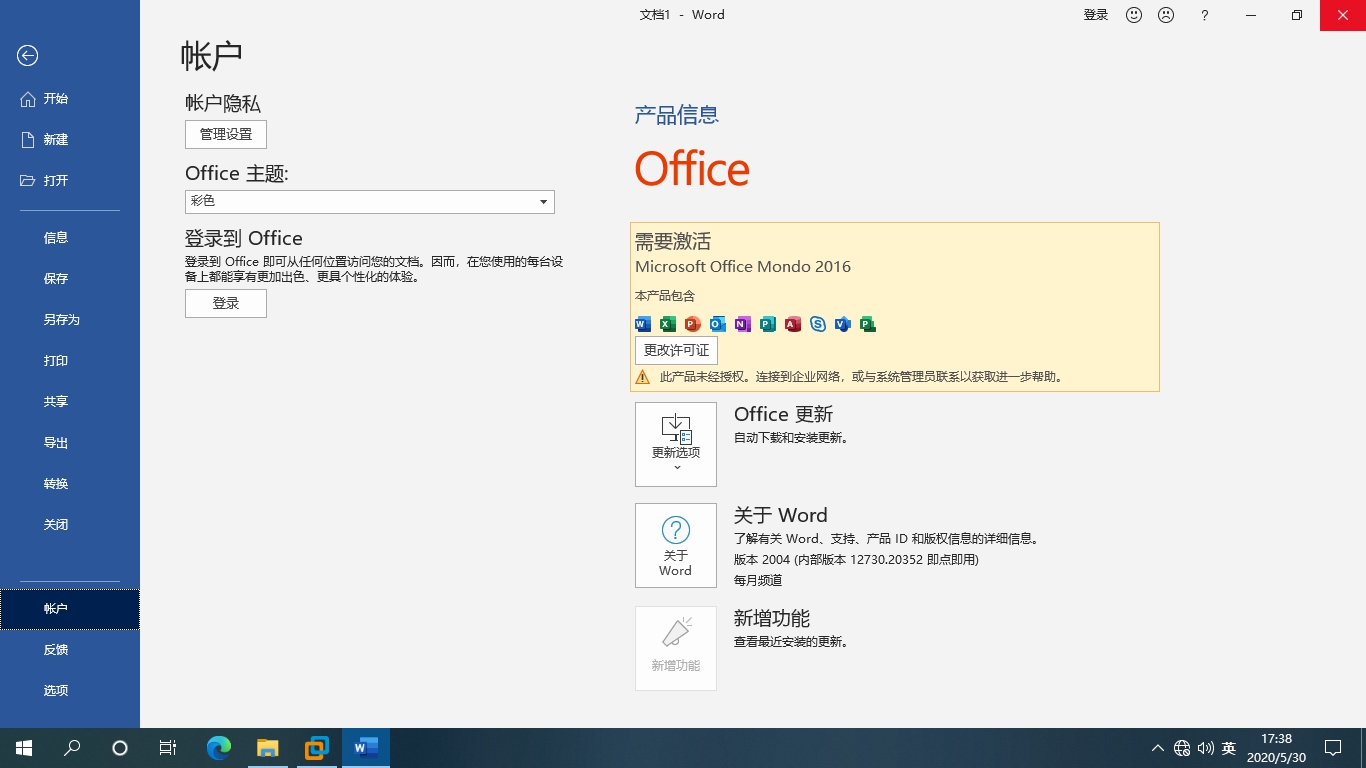 文档1 - Word
登录
?
帐户
开始
新建
打开
信息
保存
另存为
打印
共享
导出
转换
关闭
帐户
反馈
选项
帐户隐私
管理设置
Office 主题:
彩色
登录到 Office
登录到 Office 即可从任何位置访问您的文档。因而，在您使用的每台设
备上都能享有更加出色、更具个性化的体验。
登录
产品信息
Office
需要激活
Microsoft Office Mondo 2016
本产品包含
W X P O N P A S V P
更改许可证
此产品未经授权。连接到企业网络，或与系统管理员联系以获取进一步帮助。
更新选项
Office 更新
自动下载和安装更新。
?
关于
Word
关于 Word
了解有关 Word、支持、产品 ID 和版权信息的详细信息。
版本 2004 (内部版本 12730.20352 即点即用)
每月频道
新增功能
新增功能
查看最近安装的更新。
W
英
17:38
2020/5/30